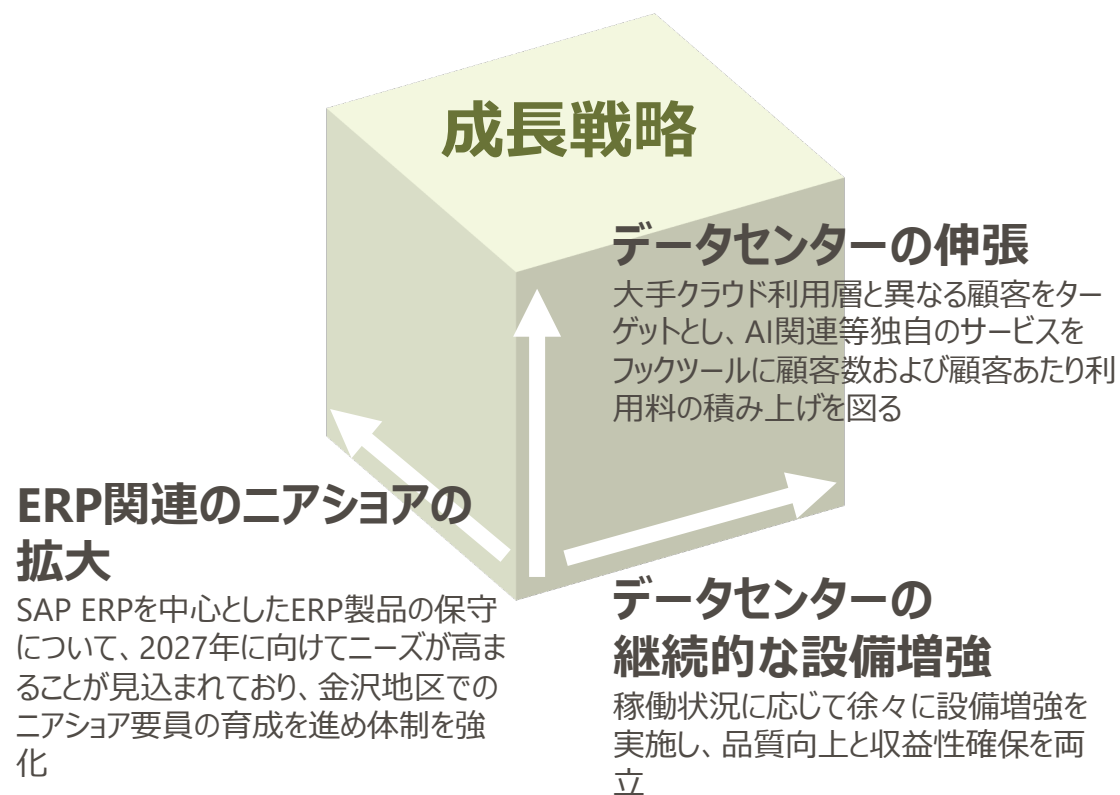 成長戦略
データセンターの伸張
大手クラウド利用層と異なる顧客をター
ゲットとし、AI関連等独自のサービスを
フックツールに顧客数および顧客あたり利
用料の積み上げを図る
ERP関連のニアショアの
拡大
SAP ERPを中心としたERP製品の保守
について、2027年に向けてニーズが高ま
ることが見込まれており、金沢地区での
ニアショア要員の育成を進め体制を強
化
データセンターの
継続的な設備増強
稼働状況に応じて徐々に設備増強を
実施し、品質向上と収益性確保を両
立